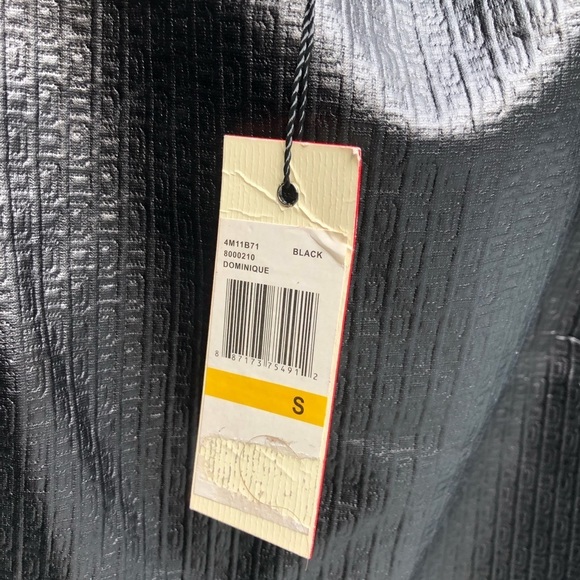 4M11B71 BLACK
8000210
DOMINIQUE
8 87173 75491 2
S